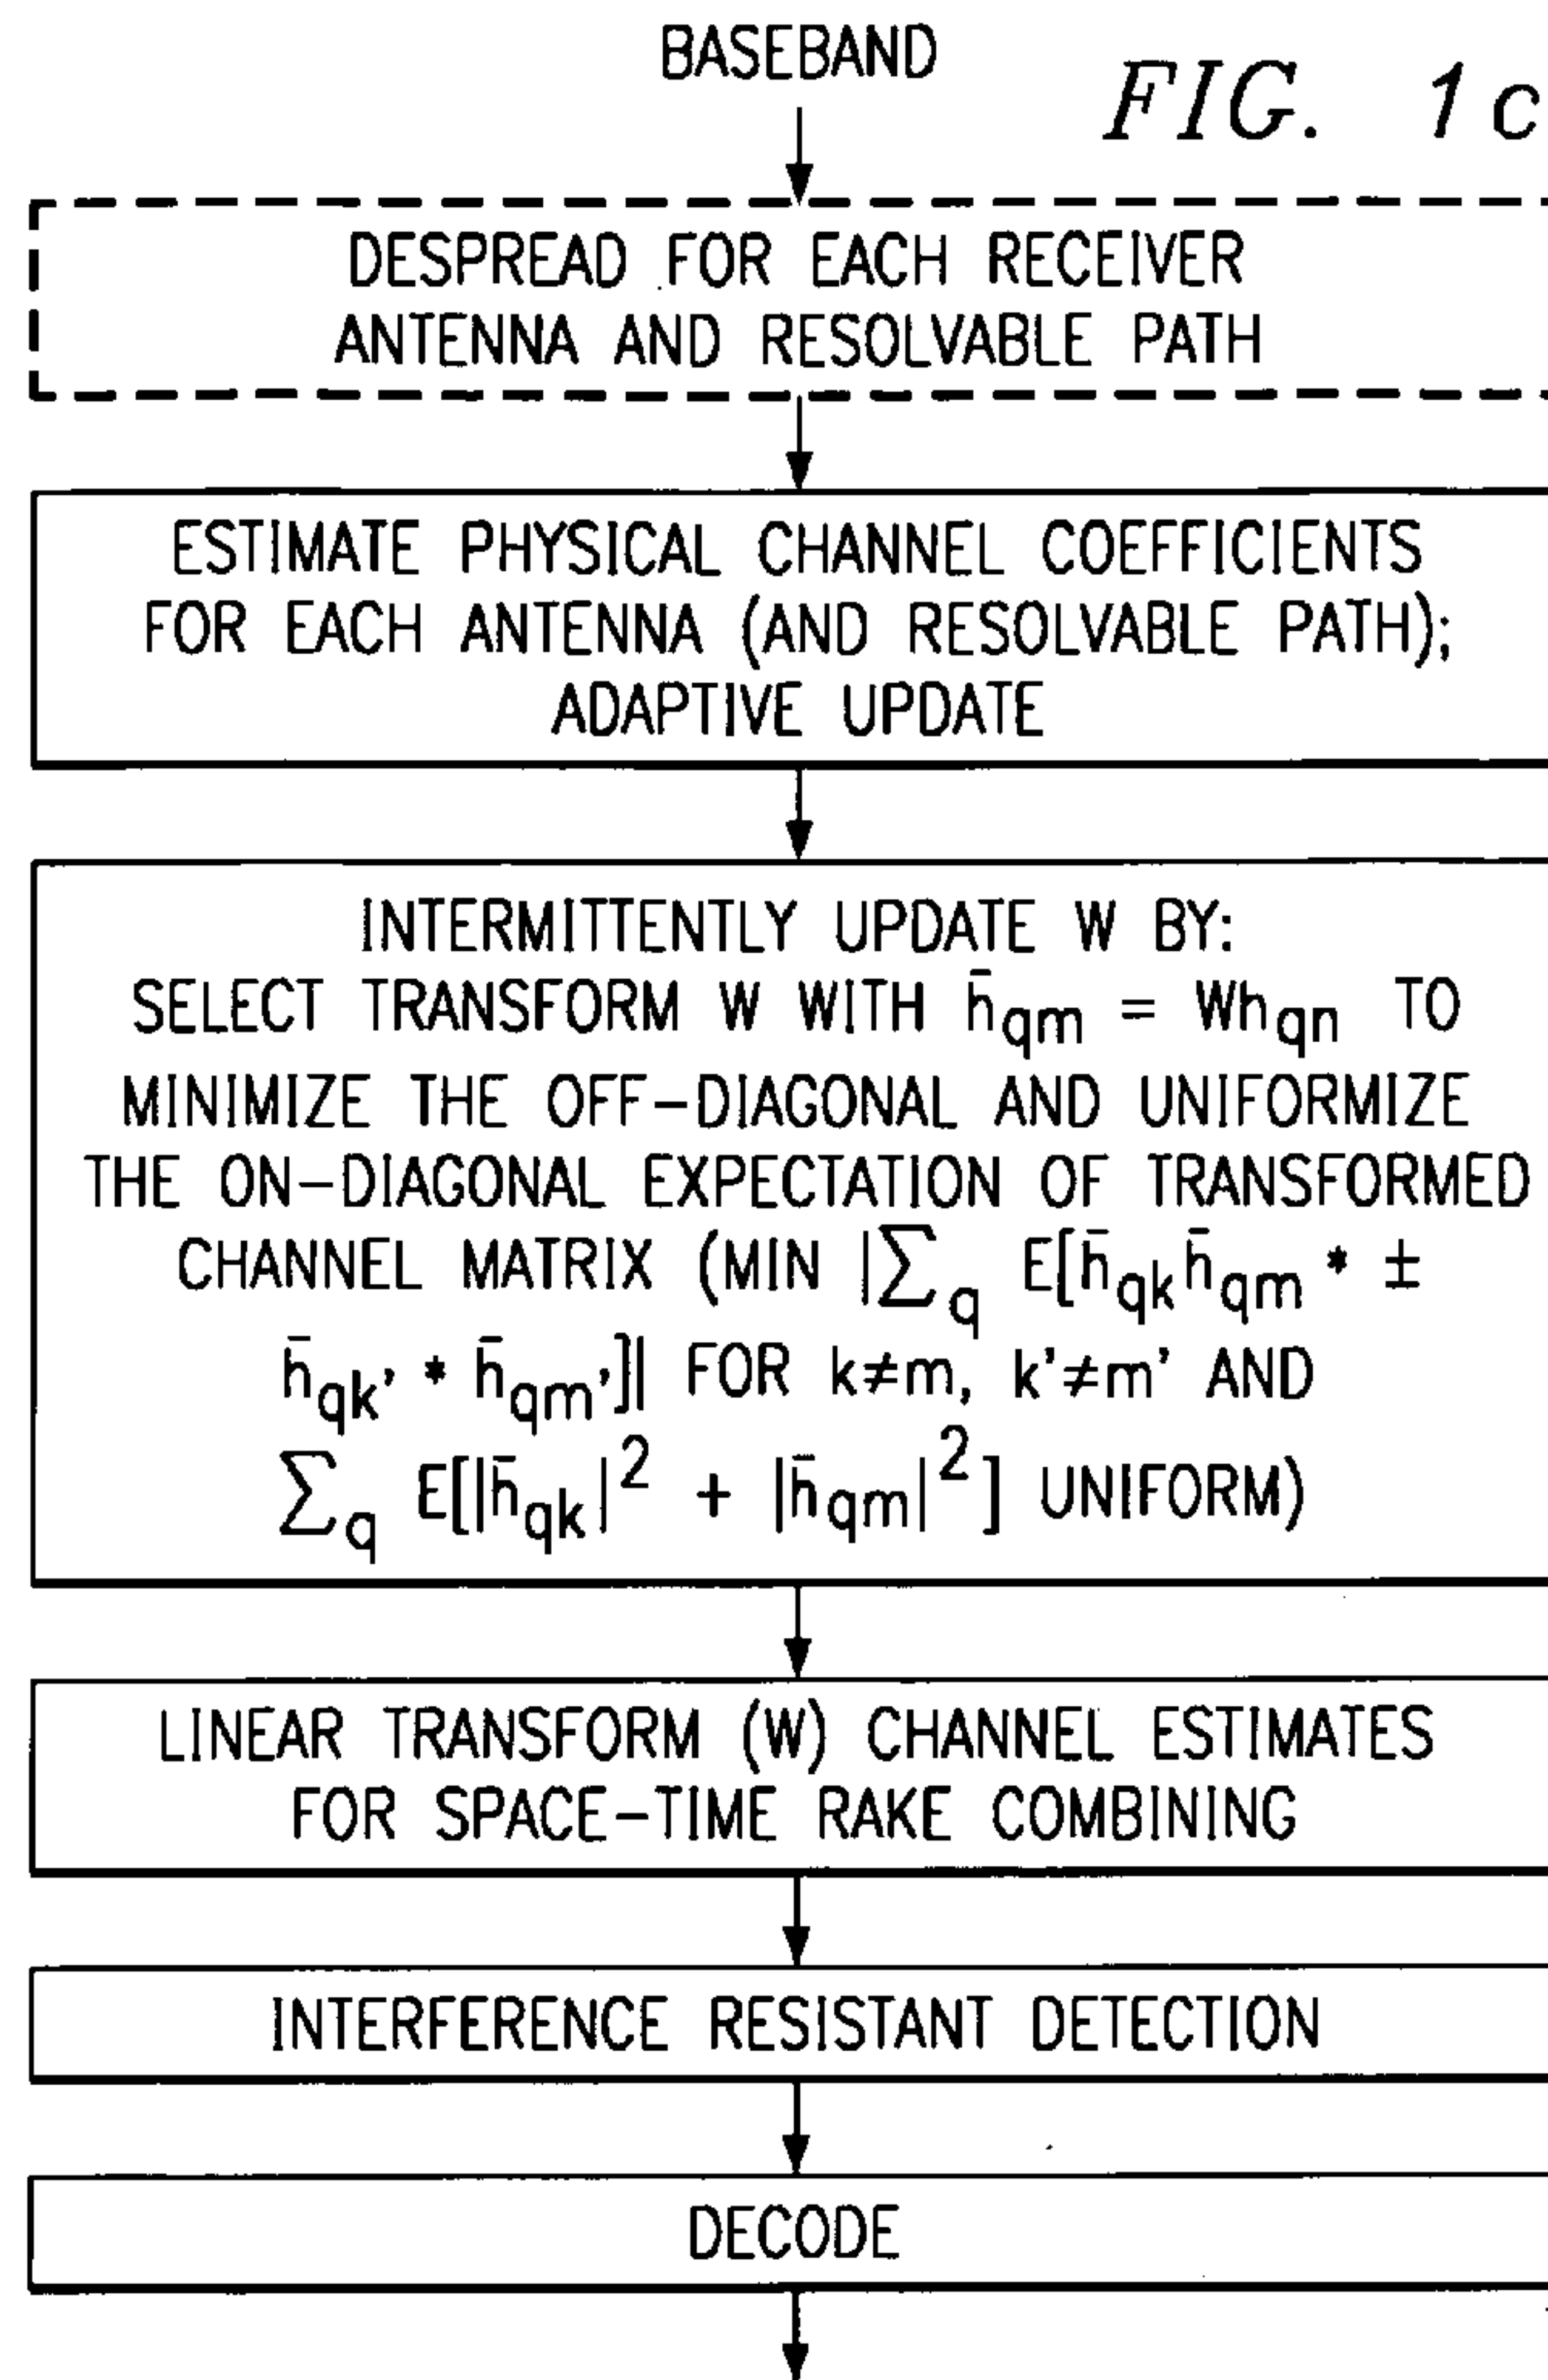 BASEBAND
FIG. 1c
DESPREAD FOR EACH RECEIVER
ANTENNA AND RESOLVABLE PATH
ESTIMATE PHYSICAL CHANNEL COEFFICIENTS
FOR EACH ANTENNA (AND RESOLVABLE PATH);
ADAPTIVE UPDATE
INTERMITTENTLY UPDATE W BY:
SELECT TRANSFORM W WITH h̄qm = Whqn TO
MINIMIZE THE OFF-DIAGONAL AND UNIFORMIZE
THE ON-DIAGONAL EXPECTATION OF TRANSFORMED
CHANNEL MATRIX (MIN |∑q E[h̄qk h̄qm * ±
h̄qk' * h̄qm']| FOR k≠m, k'≠m' AND
∑q E[|h̄qk|² + |h̄qm|²] UNIFORM)
LINEAR TRANSFORM (W) CHANNEL ESTIMATES
FOR SPACE-TIME RAKE COMBINING
INTERFERENCE RESISTANT DETECTION
DECODE